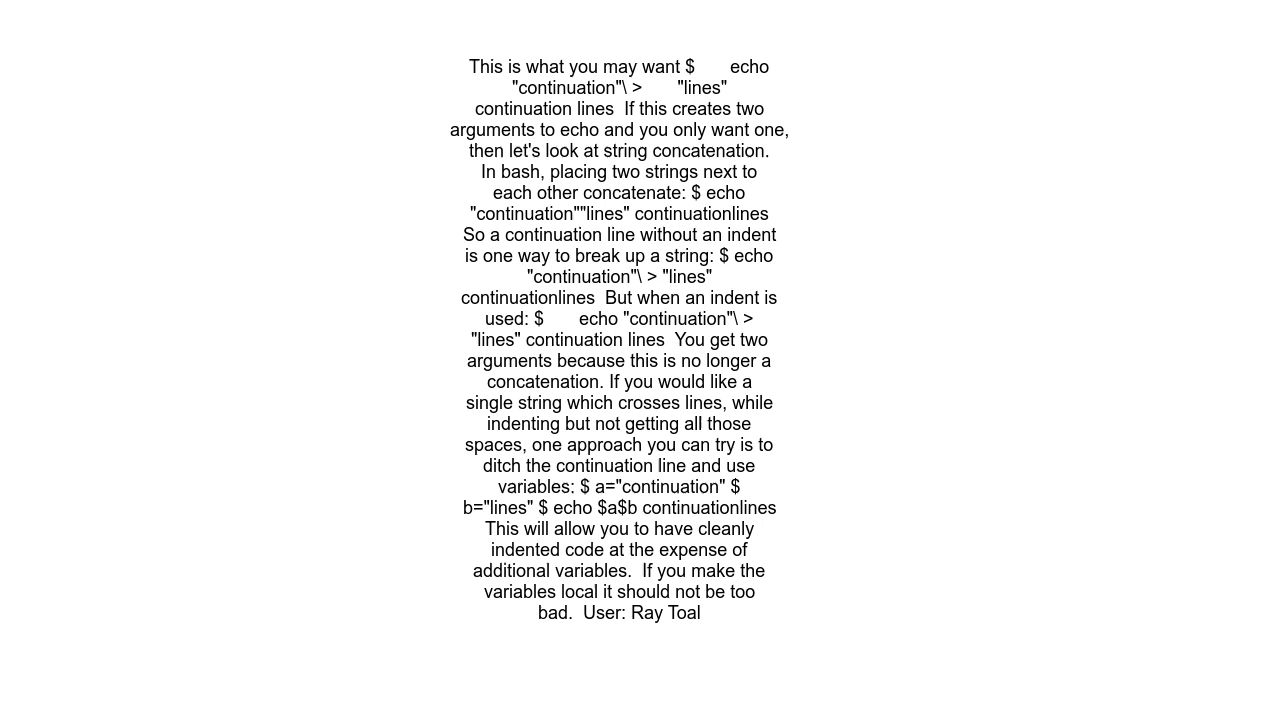 This is what you may want $       echo
"continuation"\ >       "lines"
continuation lines  If this creates two
arguments to echo and you only want one,
then let's look at string concatenation.
In bash, placing two strings next to
each other concatenate: $ echo
"continuation""lines" continuationlines
So a continuation line without an indent
is one way to break up a string: $ echo
"continuation"\ > "lines"
continuationlines  But when an indent is
used: $       echo "continuation"\ >
"lines" continuation lines  You get two
arguments because this is no longer a
concatenation. If you would like a
single string which crosses lines, while
indenting but not getting all those
spaces, one approach you can try is to
ditch the continuation line and use
variables: $ a="continuation" $
b="lines" $ echo $a$b continuationlines
This will allow you to have cleanly
indented code at the expense of
additional variables.  If you make the
variables local it should not be too
bad.  User: Ray Toal